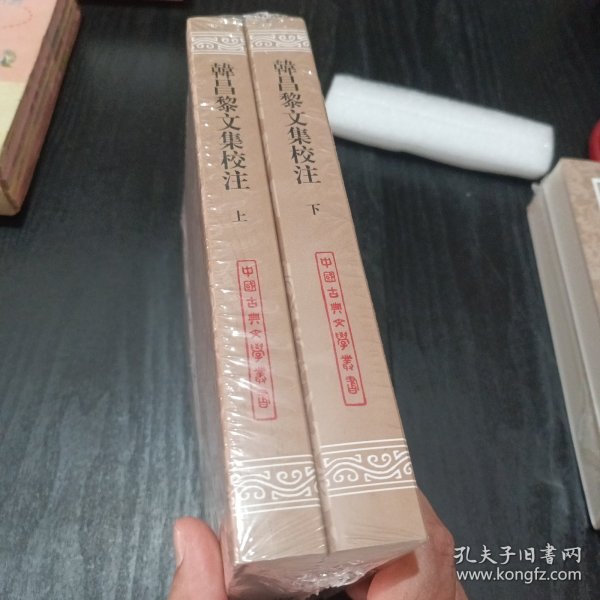 韓昌黎文集校注
上
中國古典文學叢書
韓昌黎文集校注
下
中國古典文學叢書
孔夫子旧书网
www.kongfz.com